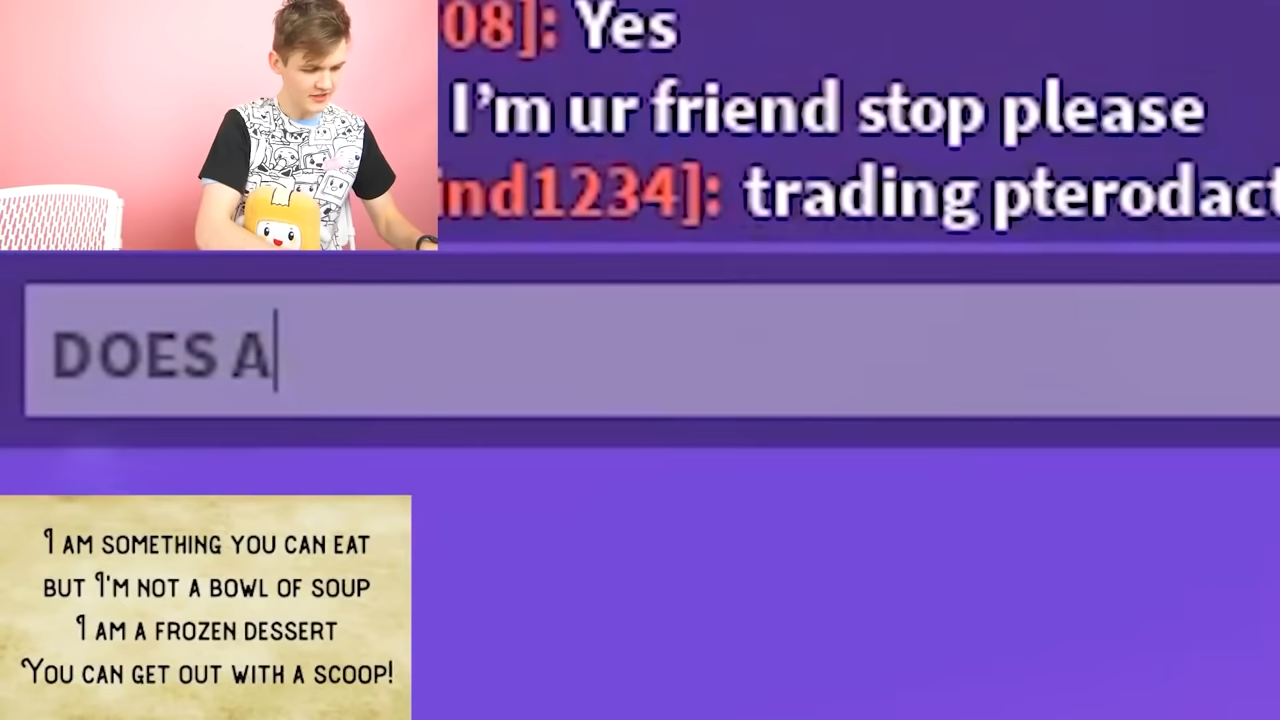 08]: Yes
I'm ur friend stop please
ind1234]: trading pterodact
DOES A
I AM SOMETHING YOU CAN EAT
BUT I'M NOT A BOWL OF SOUP
I AM A FROZEN DESSERT
YOU CAN GET OUT WITH A SCOOP!